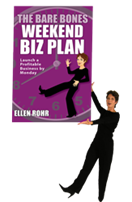 THE BARE BONES
WEEKEND
BIZ PLAN
Launch a
Profitable
Business by
Monday
ELLEN ROHR